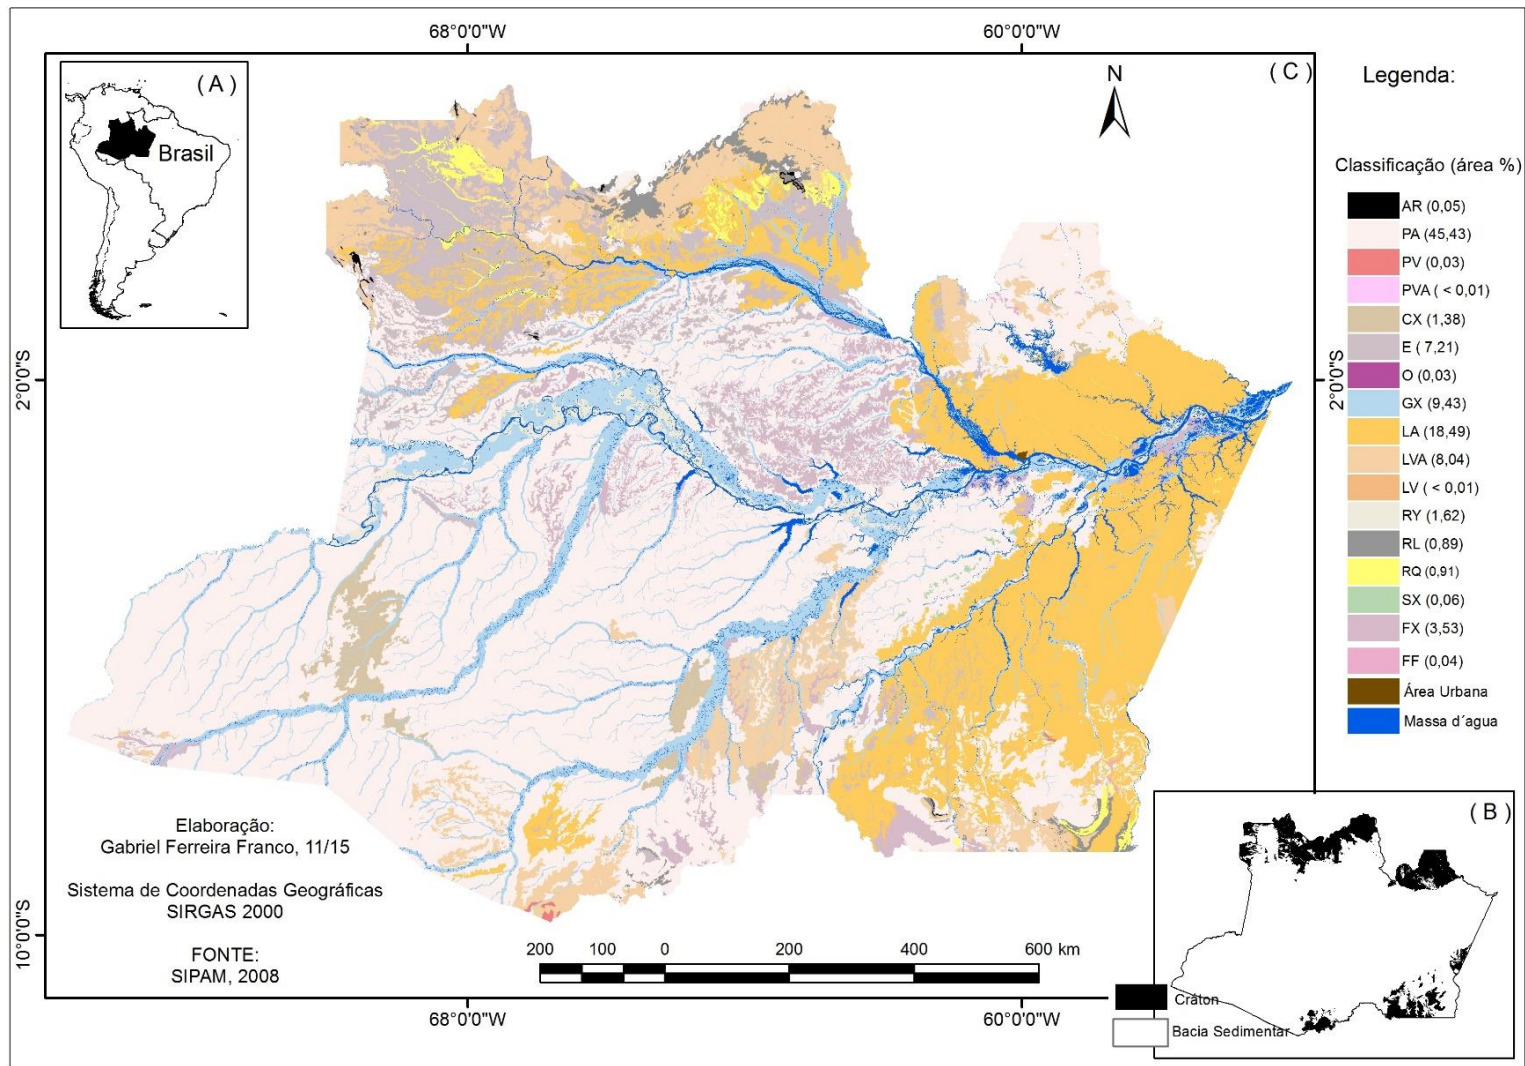 68°0'0"W
60°0'0"W
( A )
Brasil
( C )
N
Legenda:
Classificação (área %)
AR (0,05)
PA (45,43)
PV (0,03)
PVA ( < 0,01)
CX (1,38)
E ( 7,21)
O (0,03)
GX (9,43)
LA (18,49)
LVA (8,04)
LV ( < 0,01)
RY (1,62)
RL (0,89)
RQ (0,91)
SX (0,06)
FX (3,53)
FF (0,04)
Área Urbana
Massa d´agua
2°0'0"S
2°0'0"S
10°0'0"S
Elaboração:
Gabriel Ferreira Franco, 11/15
Sistema de Coordenadas Geográficas
SIRGAS 2000
FONTE:
SIPAM, 2008
200 100 0 200 400 600 km
( B )
Cráton
Bacia Sedimentar
68°0'0"W
60°0'0"W